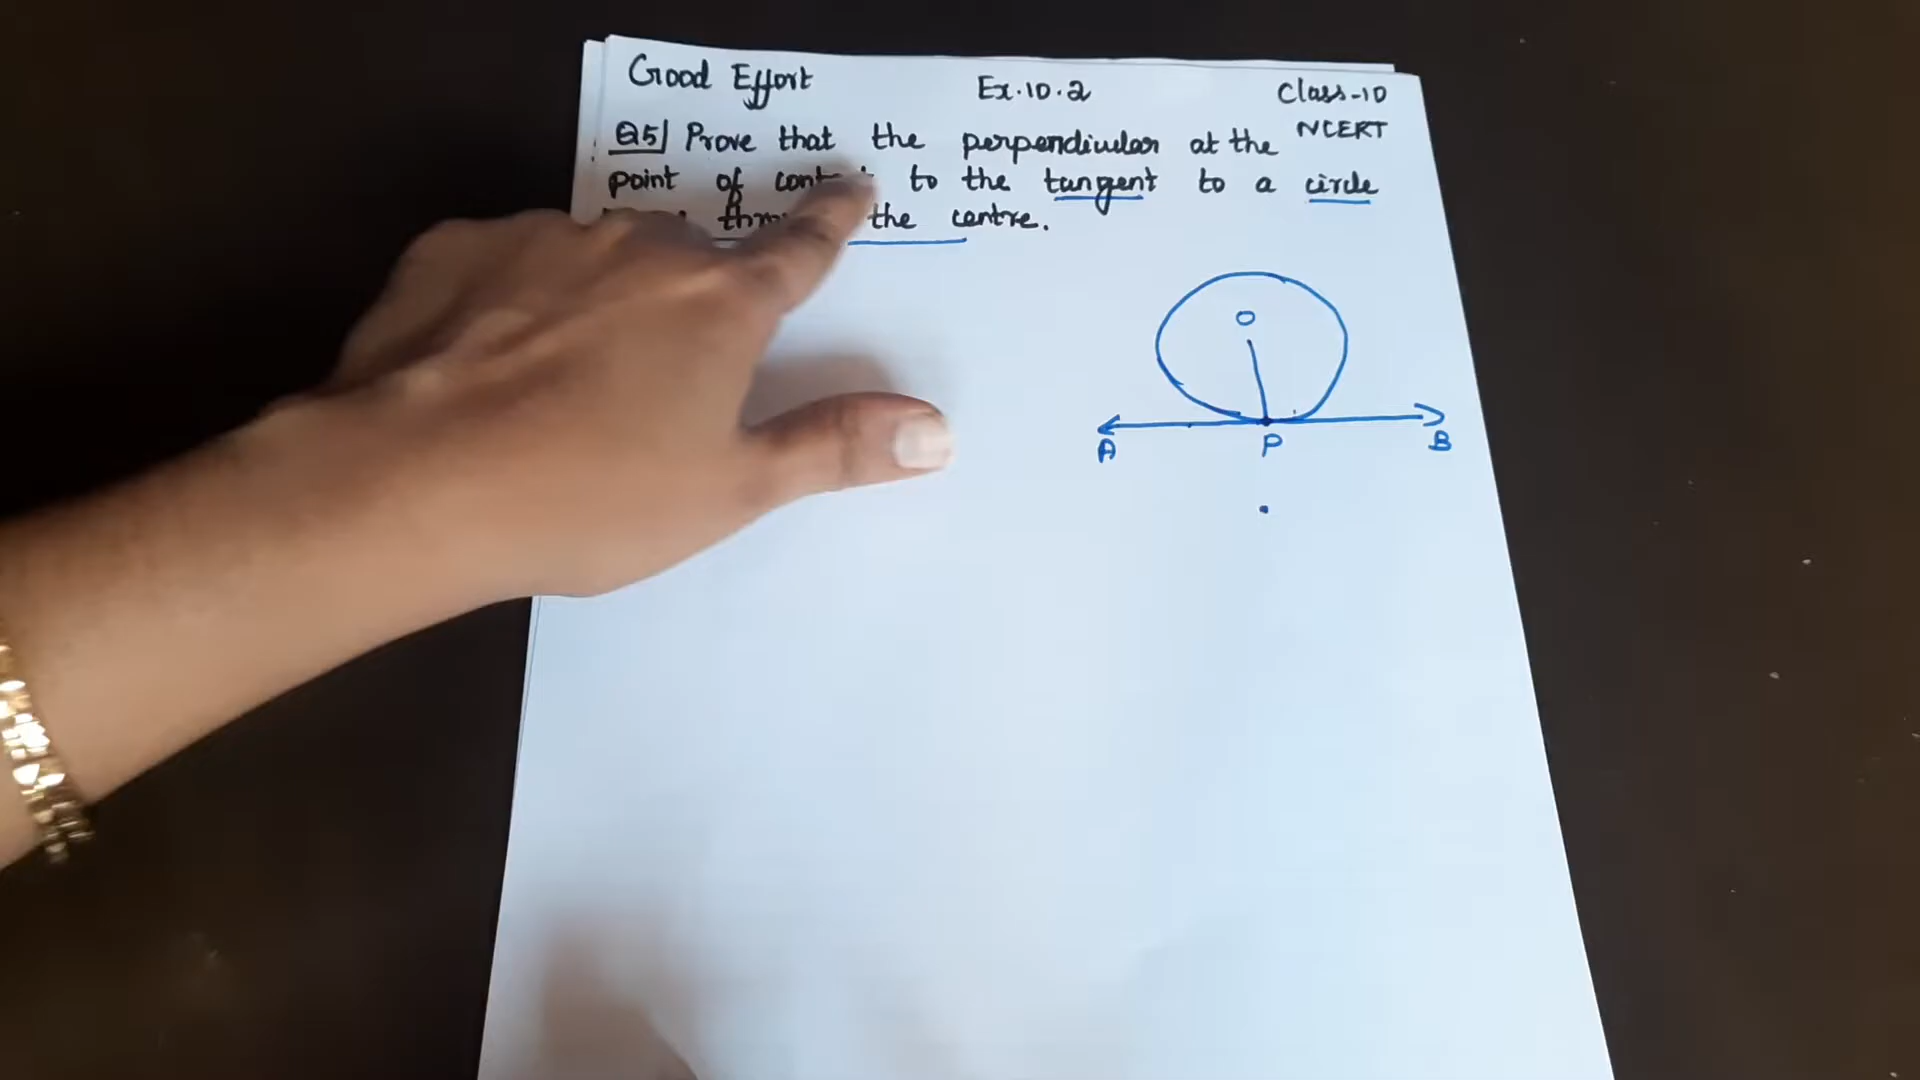 Good Effort Ex.10.2 Class-10
NCERT
Q5 Prove that the perpendicular at the
point of to the tangent to a circle
the centre.
O
A P B